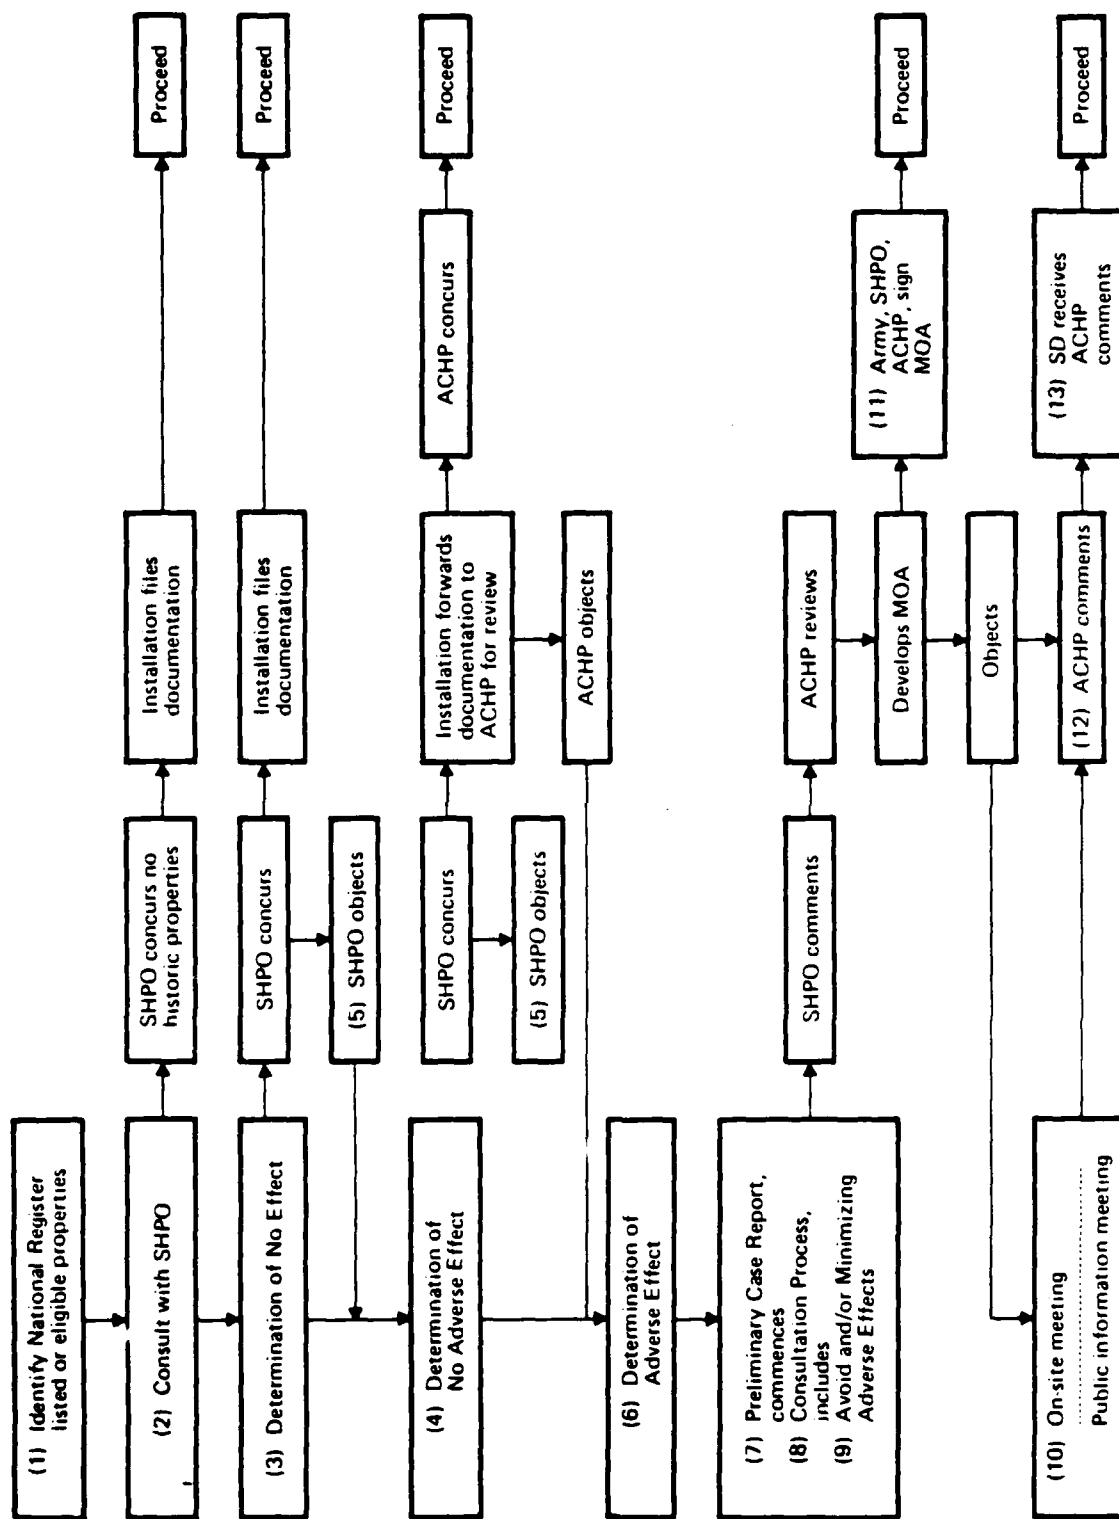 (1) Identify National Register
listed or eligible properties
(2) Consult with SHPO
SHPO concurs no
historic properties
Installation files
documentation
Proceed
(3) Determination of No Effect
SHPO concurs
Installation files
documentation
Proceed
(5) SHPO objects
(4) Determination of
No Adverse Effect
SHPO concurs
Installation forwards
documentation to
ACHP for review
ACHP concurs
Proceed
(5) SHPO objects
ACHP objects
(6) Determination of
Adverse Effect
(7) Preliminary Case Report,
commences
(8) Consultation Process,
includes
(9) Avoid and/or Minimizing
Adverse Effects
SHPO comments
ACHP reviews
Develops MOA
(11) Army, SHPO,
ACHP, sign
MOA
Proceed
Objects
(10) On-site meeting
Public information meeting
(12) ACHP comments
(13) SD receives
ACHP
comments
Proceed